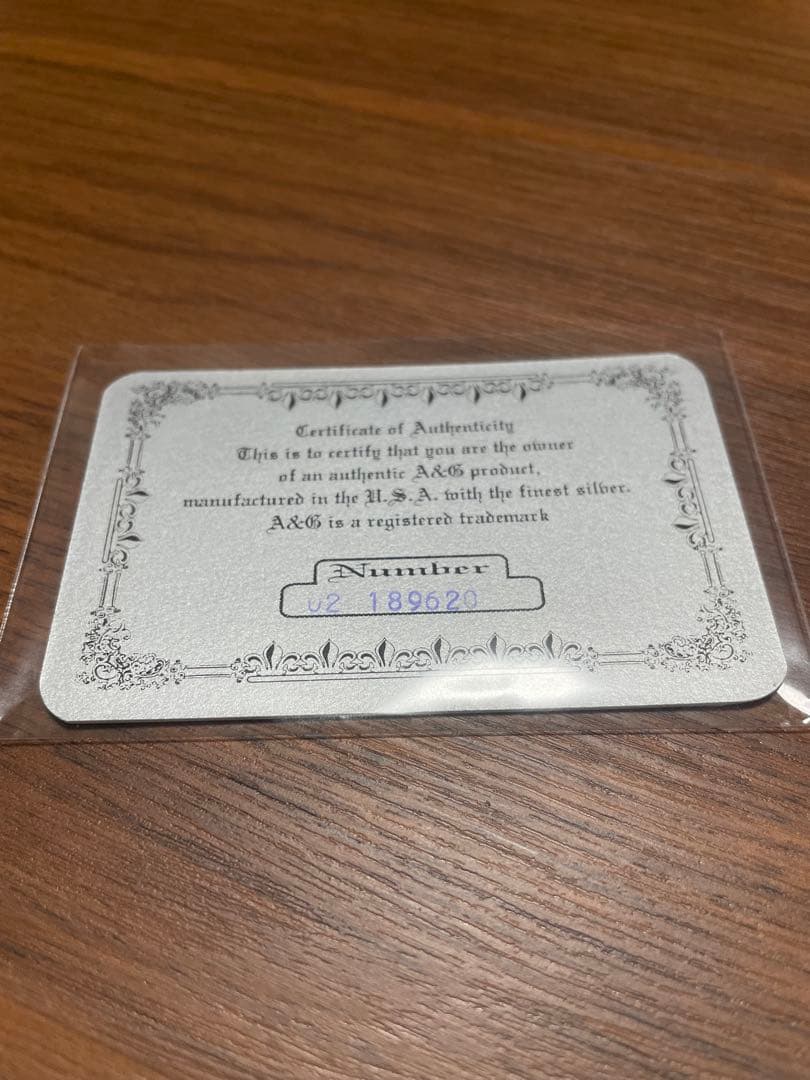 Certificate of Authenticity
This is to certify that you are the owner
of an authentic A&G product,
manufactured in the U.S.A. with the finest silver.
A&G is a registered trademark
Number
02 189620